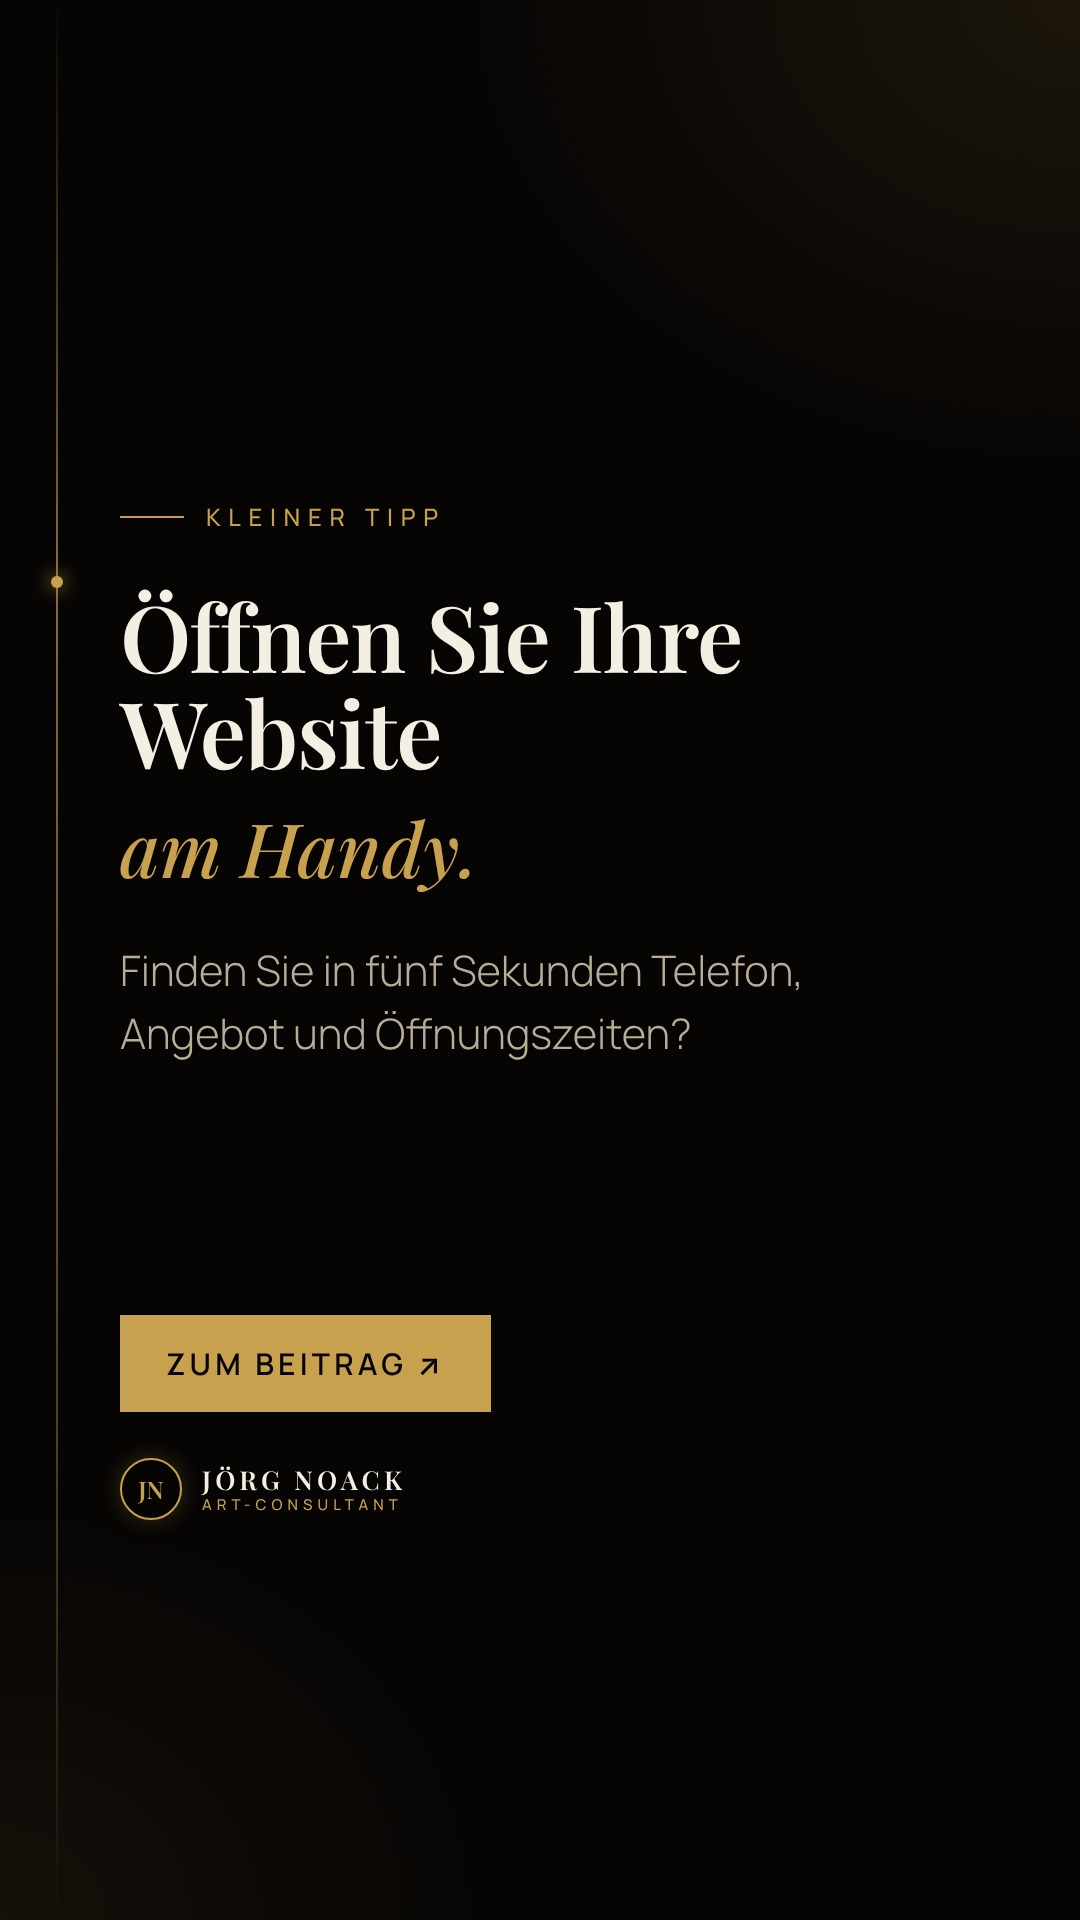 KLEINER TIPP
Öffnen Sie Ihre
Website
am Handy.
Finden Sie in fünf Sekunden Telefon,
Angebot und Öffnungszeiten?
ZUM BEITRAG ↗
JN
JÖRG NOACK
ART-CONSULTANT